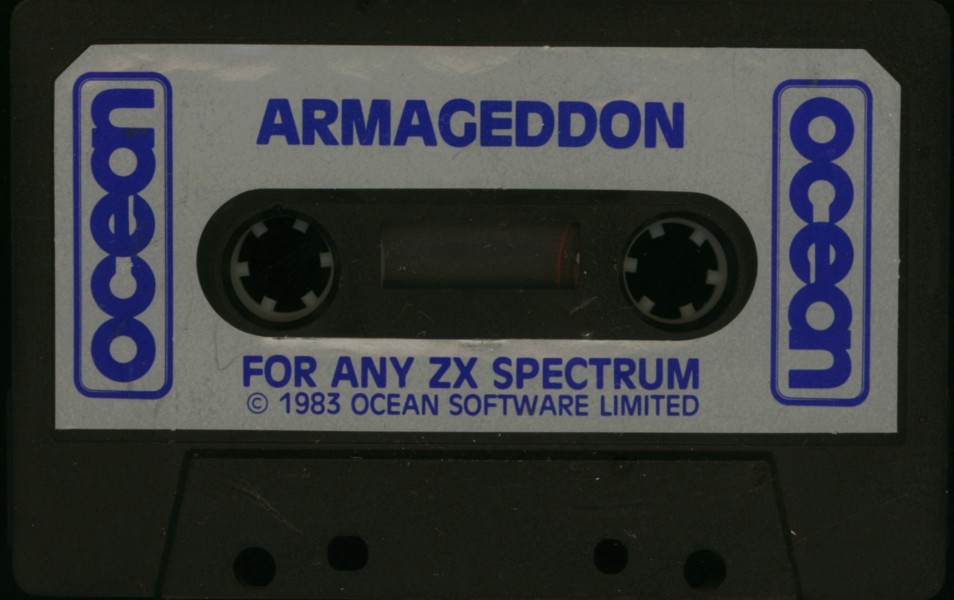 ARMAGEDDON
ocean
ocean
FOR ANY ZX SPECTRUM
© 1983 OCEAN SOFTWARE LIMITED